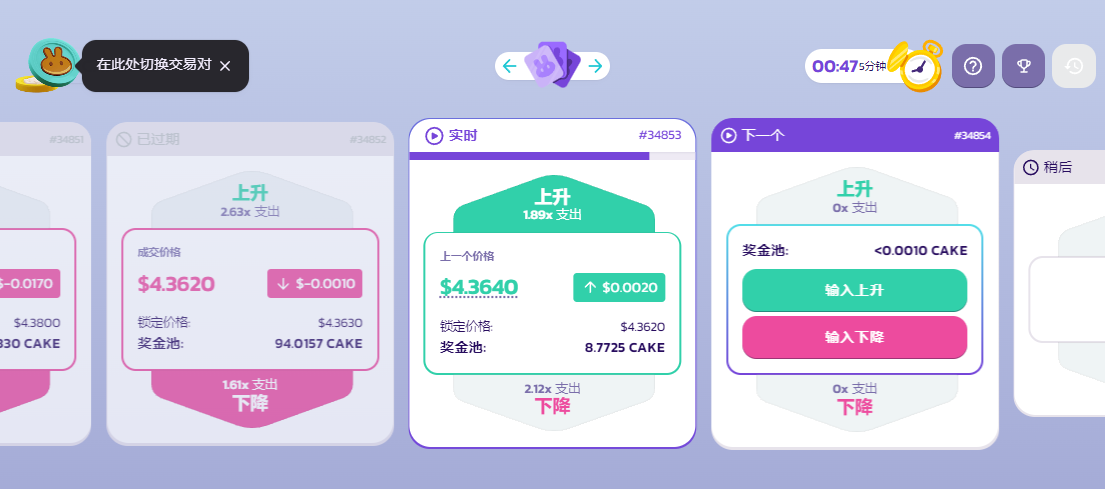 在此处切换交易对
00:47 5分钟
#34851
$-0.0170
$4.3800
CAKE
已过期
#34852
上升
2.63x 支出
成交价格
$4.3620
$-0.0010
锁定价格:
$4.3630
奖金池:
94.0157 CAKE
1.61x 支出
下降
实时
#34853
上升
1.89x 支出
上一个价格
$4.3640
$0.0020
锁定价格:
$4.3620
奖金池:
8.7725 CAKE
2.12x 支出
下降
下一个
#34854
上升
0x 支出
奖金池:
<0.0010 CAKE
输入上升
输入下降
0x 支出
下降
稍后